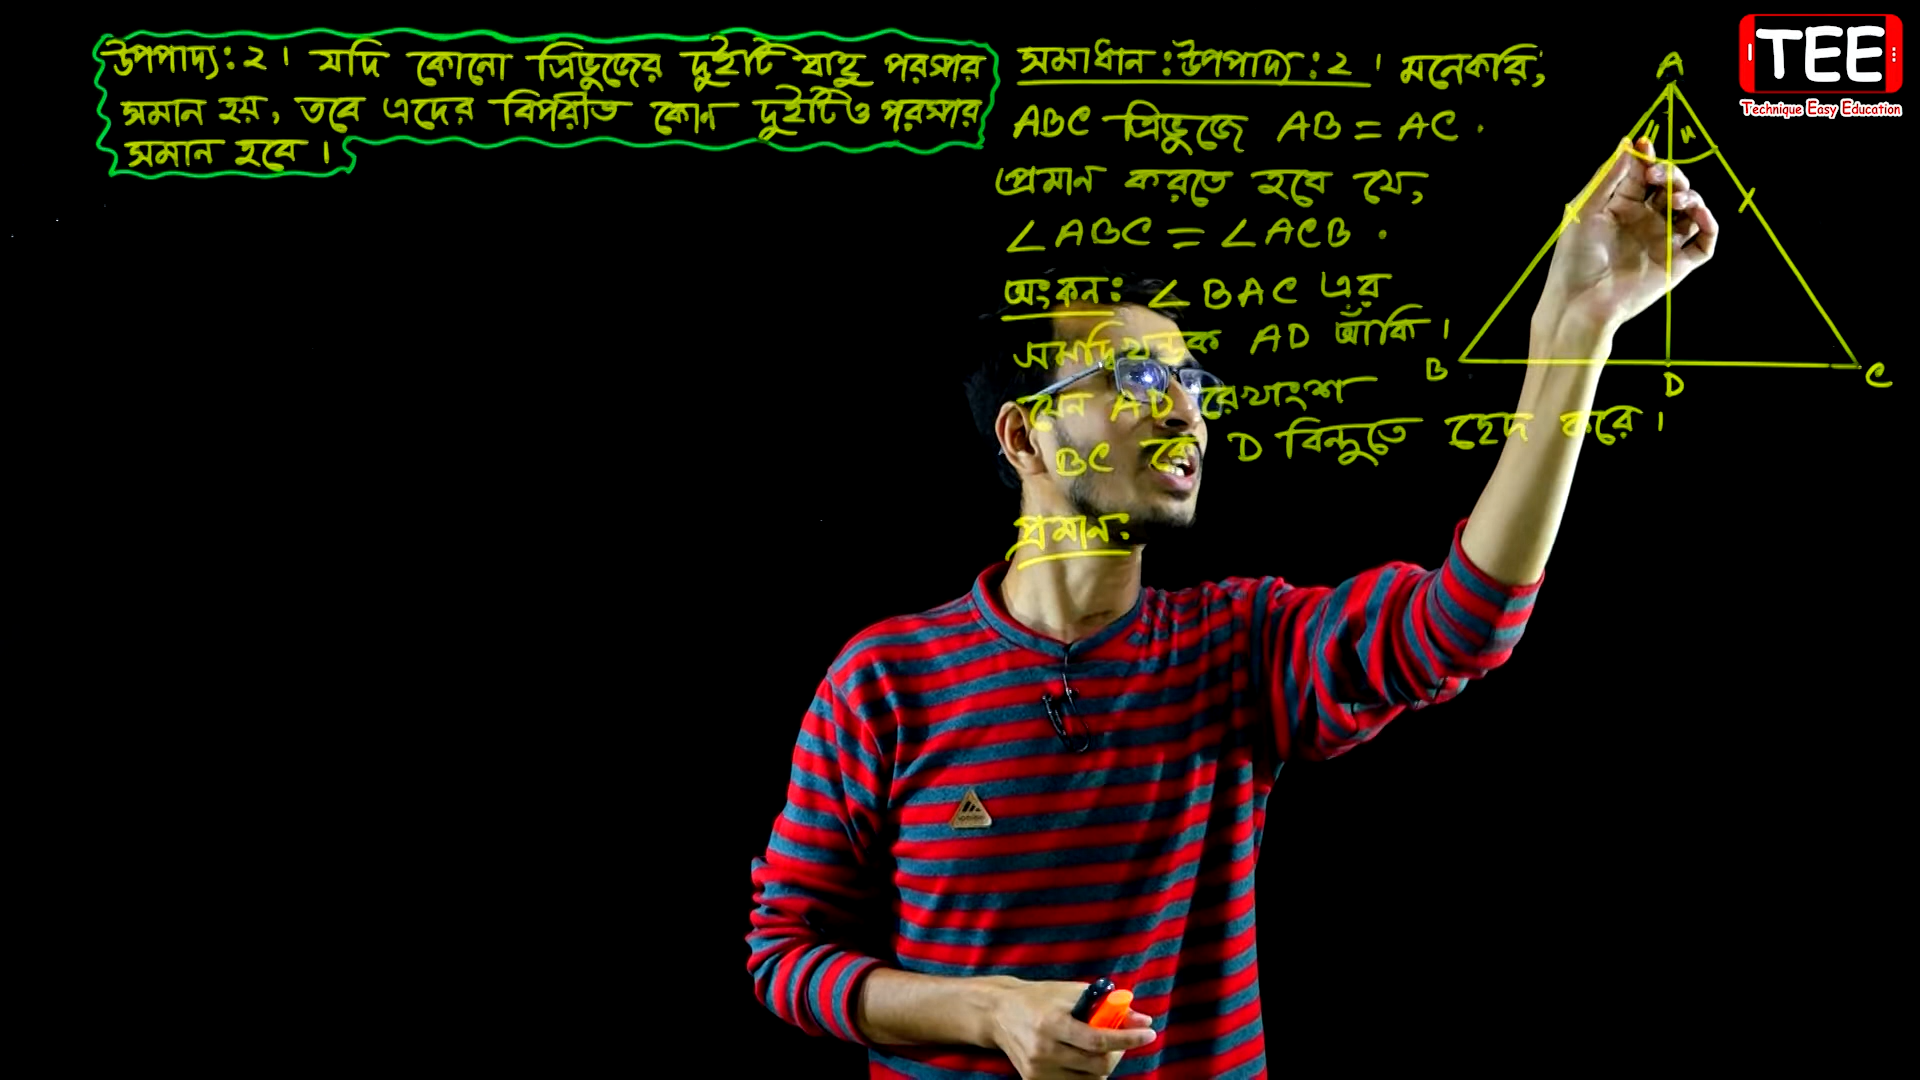 উপপাদ্য: ২। যদি কোনো ত্রিভুজের দুইটি বাহু পরস্পর
সমান হয়, তবে এদের বিপরীত কোন দুইটিও পরস্পর
সমান হবে।
সমাধান: উপপাদ্য: ২। মনেকরি,
ABC ত্রিভুজে AB = AC.
প্রমান করতে হবে যে,
∠ABC = ∠ACB.
অংকন: ∠BAC এর
সমদ্বিখন্ডক AD আঁকি।
যেন AD রেখাংশ
BC কে D বিন্দুতে ছেদ করে।
প্রমান:
A
B
D
C
TEE
Technique Easy Education